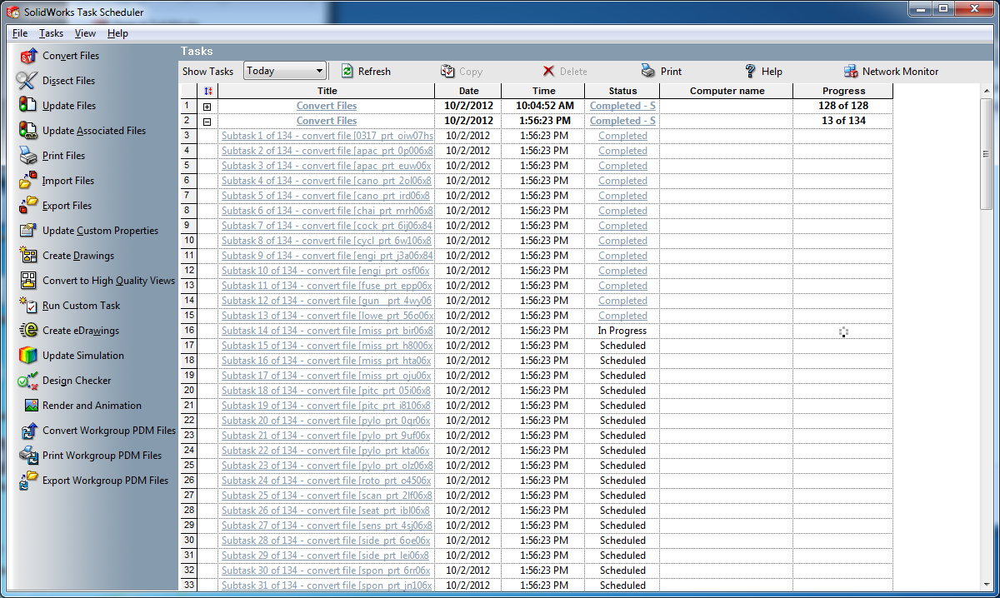 SolidWorks Task Scheduler
File Tasks View Help
Convert Files
Dissect Files
Update Files
Update Associated Files
Print Files
Import Files
Export Files
Update Custom Properties
Create Drawings
Convert to High Quality Views
Run Custom Task
Create eDrawings
Update Simulation
Design Checker
Render and Animation
Convert Workgroup PDM Files
Print Workgroup PDM Files
Export Workgroup PDM Files
Tasks
Show Tasks Today Refresh Copy Delete Print Help Network Monitor
Title Date Time Status Computer name Progress
1 Convert Files 10/2/2012 10:04:52 AM Completed - S 128 of 128
2 Convert Files 10/2/2012 1:56:23 PM Completed - S 13 of 134
3 Subtask 1 of 134 - convert file [0317_prt_oiw07hs 10/2/2012 1:56:23 PM Completed
4 Subtask 2 of 134 - convert file [apac_prt_0p006x8 10/2/2012 1:56:23 PM Completed
5 Subtask 3 of 134 - convert file [apac_prt_euw06x 10/2/2012 1:56:23 PM Completed
6 Subtask 4 of 134 - convert file [cano_prt_2ol06x8 10/2/2012 1:56:23 PM Completed
7 Subtask 5 of 134 - convert file [cano_prt_ird06x8 10/2/2012 1:56:23 PM Completed
8 Subtask 6 of 134 - convert file [chai_prt_mrh06x8 10/2/2012 1:56:23 PM Completed
9 Subtask 7 of 134 - convert file [cock_prt_6ij06x84 10/2/2012 1:56:23 PM Completed
10 Subtask 8 of 134 - convert file [cycl_prt_6w106x8 10/2/2012 1:56:23 PM Completed
11 Subtask 9 of 134 - convert file [engi_prt_j3a06x84 10/2/2012 1:56:23 PM Completed
12 Subtask 10 of 134 - convert file [engi_prt_osf06x 10/2/2012 1:56:23 PM Completed
13 Subtask 11 of 134 - convert file [fuse_prt_epp06x 10/2/2012 1:56:23 PM Completed
14 Subtask 12 of 134 - convert file [gun__prt_4wy06 10/2/2012 1:56:23 PM Completed
15 Subtask 13 of 134 - convert file [lowe_prt_56o06x 10/2/2012 1:56:23 PM Completed
16 Subtask 14 of 134 - convert file [miss_prt_bir06x8 10/2/2012 1:56:23 PM In Progress
17 Subtask 15 of 134 - convert file [miss_prt_h8006x 10/2/2012 1:56:23 PM Scheduled
18 Subtask 16 of 134 - convert file [miss_prt_hta06x 10/2/2012 1:56:23 PM Scheduled
19 Subtask 17 of 134 - convert file [miss_prt_oju06x 10/2/2012 1:56:23 PM Scheduled
20 Subtask 18 of 134 - convert file [pitc_prt_05i06x8 10/2/2012 1:56:23 PM Scheduled
21 Subtask 19 of 134 - convert file [pitc_prt_i8106x8 10/2/2012 1:56:23 PM Scheduled
22 Subtask 20 of 134 - convert file [pylo_prt_0qr06x 10/2/2012 1:56:23 PM Scheduled
23 Subtask 21 of 134 - convert file [pylo_prt_9uf06x 10/2/2012 1:56:23 PM Scheduled
24 Subtask 22 of 134 - convert file [pylo_prt_kta06x 10/2/2012 1:56:23 PM Scheduled
25 Subtask 23 of 134 - convert file [pylo_prt_olz06x8 10/2/2012 1:56:23 PM Scheduled
26 Subtask 24 of 134 - convert file [roto_prt_o4506x 10/2/2012 1:56:23 PM Scheduled
27 Subtask 25 of 134 - convert file [scan_prt_2lf06x8 10/2/2012 1:56:23 PM Scheduled
28 Subtask 26 of 134 - convert file [seat_prt_ibl06x8 10/2/2012 1:56:23 PM Scheduled
29 Subtask 27 of 134 - convert file [sens_prt_4sj06x8 10/2/2012 1:56:23 PM Scheduled
30 Subtask 28 of 134 - convert file [side_prt_6oe06x 10/2/2012 1:56:23 PM Scheduled
31 Subtask 29 of 134 - convert file [side_prt_lei06x8 10/2/2012 1:56:23 PM Scheduled
32 Subtask 30 of 134 - convert file [spon_prt_6rr06x 10/2/2012 1:56:23 PM Scheduled
33 Subtask 31 of 134 - convert file [spon_prt_jn106x 10/2/2012 1:56:23 PM Scheduled